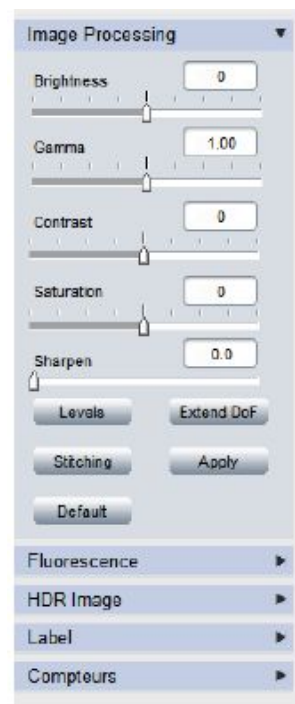 Image Processing
Brightness 0
Gamma 1.00
Contrast 0
Saturation 0
Sharpen 0.0
Levels Extend DoF
Stitching Apply
Default
Fluorescence
HDR Image
Label
Compteurs